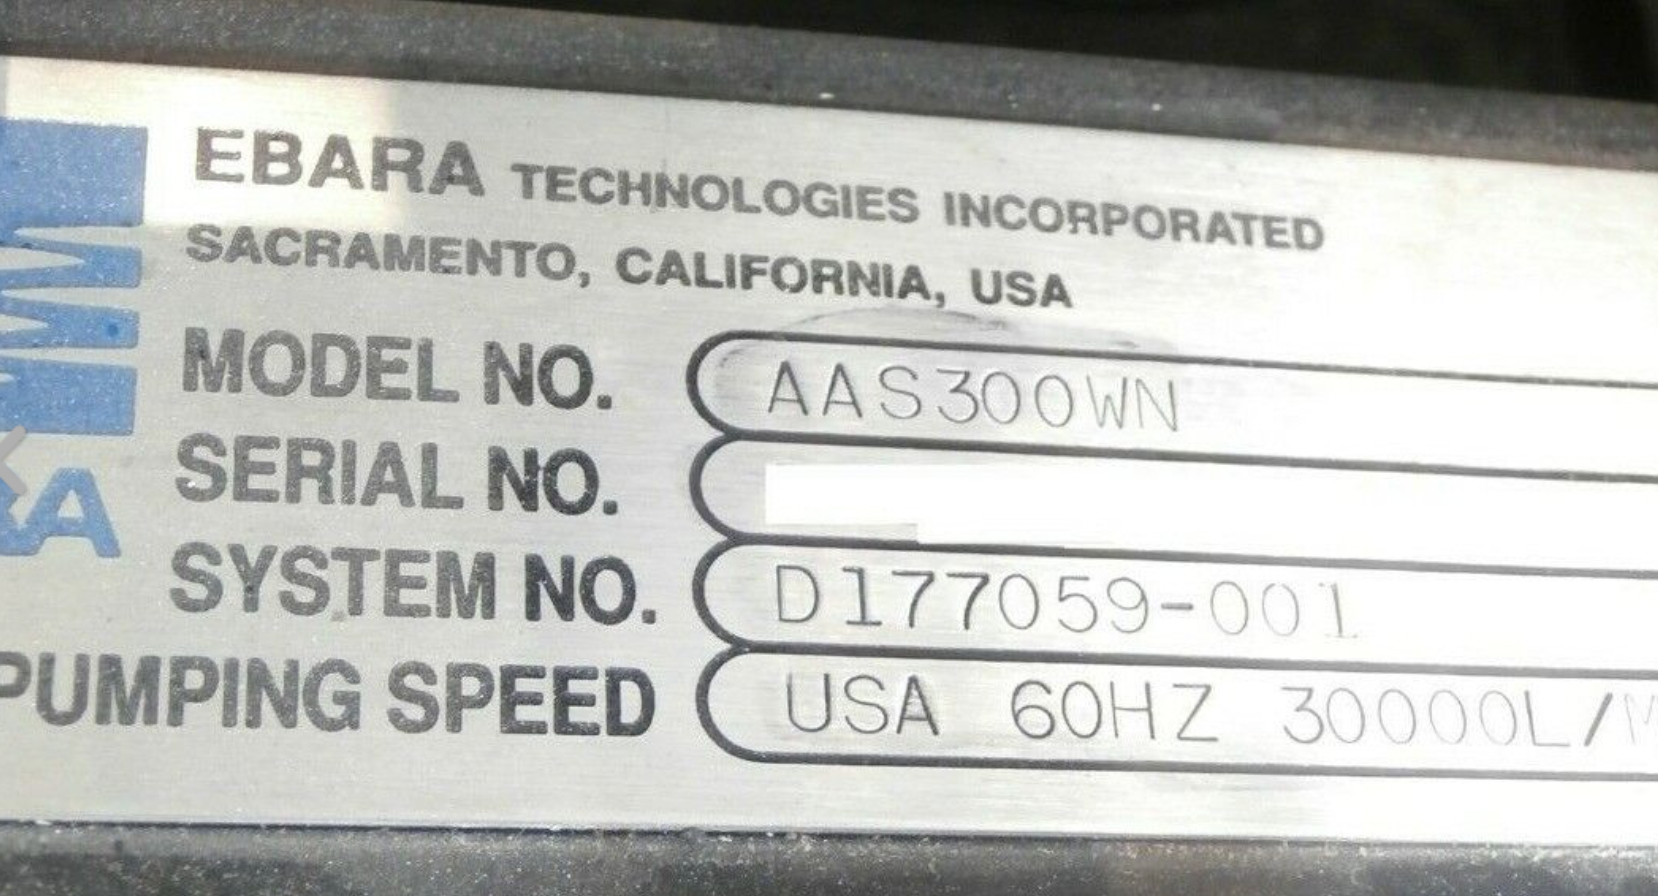 EBARA TECHNOLOGIES INCORPORATED
SACRAMENTO, CALIFORNIA, USA
MODEL NO. AAS300WN
SERIAL NO.
SYSTEM NO. D177059-001
PUMPING SPEED USA 60HZ 30000L/M
RA